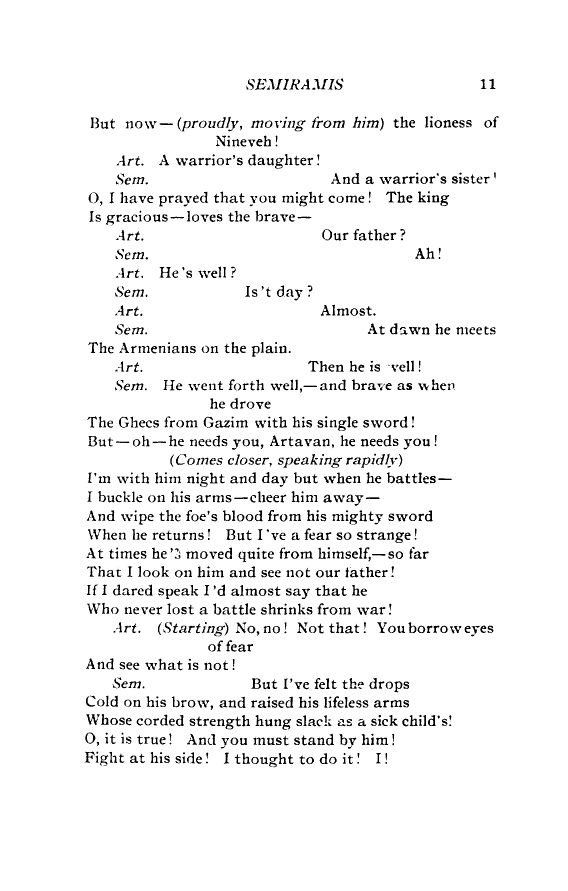 SEMIRAMIS 11
But now—(proudly, moving from him) the lioness of
Nineveh!
Art. A warrior's daughter!
Sem. And a warrior's sister!
O, I have prayed that you might come! The king
Is gracious—loves the brave—
Art. Our father?
Sem. Ah!
Art. He's well?
Sem. Is't day?
Art. Almost.
Sem. At dawn he meets
The Armenians on the plain.
Art. Then he is well!
Sem. He went forth well,—and brave as when
he drove
The Ghees from Gazim with his single sword!
But—oh—he needs you, Artavan, he needs you!
(Comes closer, speaking rapidly)
I'm with him night and day but when he battles—
I buckle on his arms—cheer him away—
And wipe the foe's blood from his mighty sword
When he returns! But I've a fear so strange!
At times he's moved quite from himself,—so far
That I look on him and see not our father!
If I dared speak I'd almost say that he
Who never lost a battle shrinks from war!
Art. (Starting) No, no! Not that! You borrow eyes
of fear
And see what is not!
Sem. But I've felt the drops
Cold on his brow, and raised his lifeless arms
Whose corded strength hung slack as a sick child's!
O, it is true! And you must stand by him!
Fight at his side! I thought to do it! I!